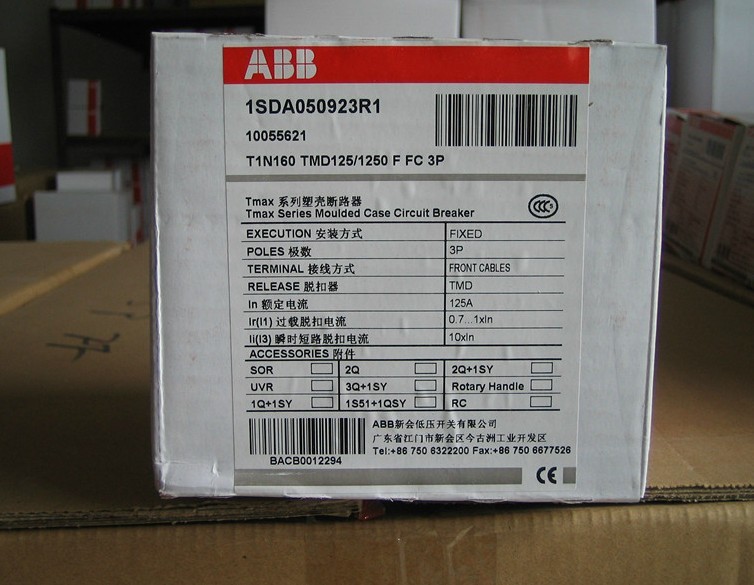 ABB
1SDA050923R1
10055621
T1N160 TMD125/1250 F FC 3P
Tmax 系列塑壳断路器
Tmax Series Moulded Case Circuit Breaker
CCC S
EXECUTION 安装方式 FIXED
POLES 极数 3P
TERMINAL 接线方式 FRONT CABLES
RELEASE 脱扣器 TMD
In 额定电流 125A
Ir(I1) 过载脱扣电流 0.7...1xIn
Ii(I3) 瞬时短路脱扣电流 10xIn
ACCESSORIES 附件
SOR 2Q 2Q+1SY
UVR 3Q+1SY Rotary Handle
1Q+1SY 1S51+1QSY RC
ABB新会低压开关有限公司
广东省江门市新会区今古洲工业开发区
Tel:+86 750 6322200 Fax:+86 750 6677526
BACB0012294
CE